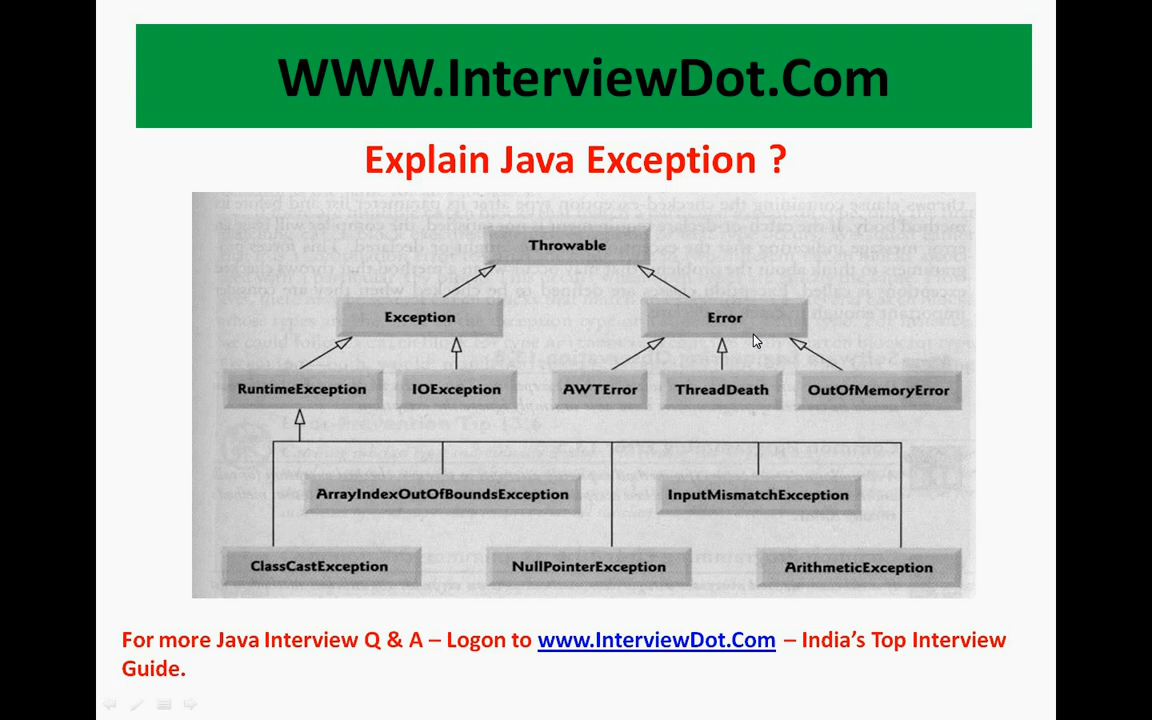 WWW.InterviewDot.Com
Explain Java Exception ?
Throwable
Exception
Error
RuntimeException
IOException
AWTError
ThreadDeath
OutOfMemoryError
ArrayIndexOutOfBoundsException
InputMismatchException
ClassCastException
NullPointerException
ArithmeticException
For more Java Interview Q & A – Logon to www.InterviewDot.Com – India’s Top Interview
Guide.